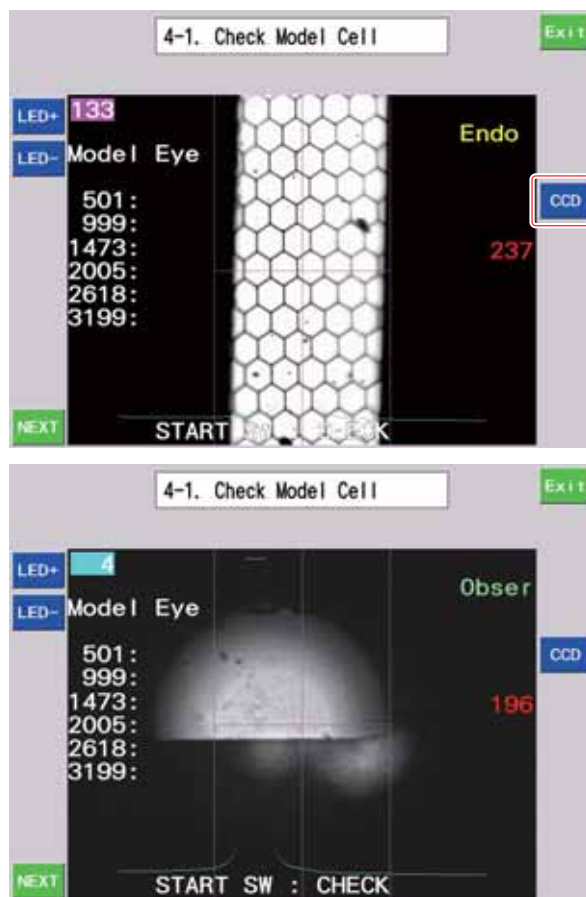 4-1. Check Model Cell
Exit
LED+
133
Endo
LED-
Model Eye
CCD
501:
999:
1473:
237
2005:
2618:
3199:
NEXT
START SW
4-1. Check Model Cell
Exit
LED+
4
Obser
LED-
Model Eye
501:
CCD
999:
1473:
196
2005:
2618:
3199:
NEXT
START SW : CHECK